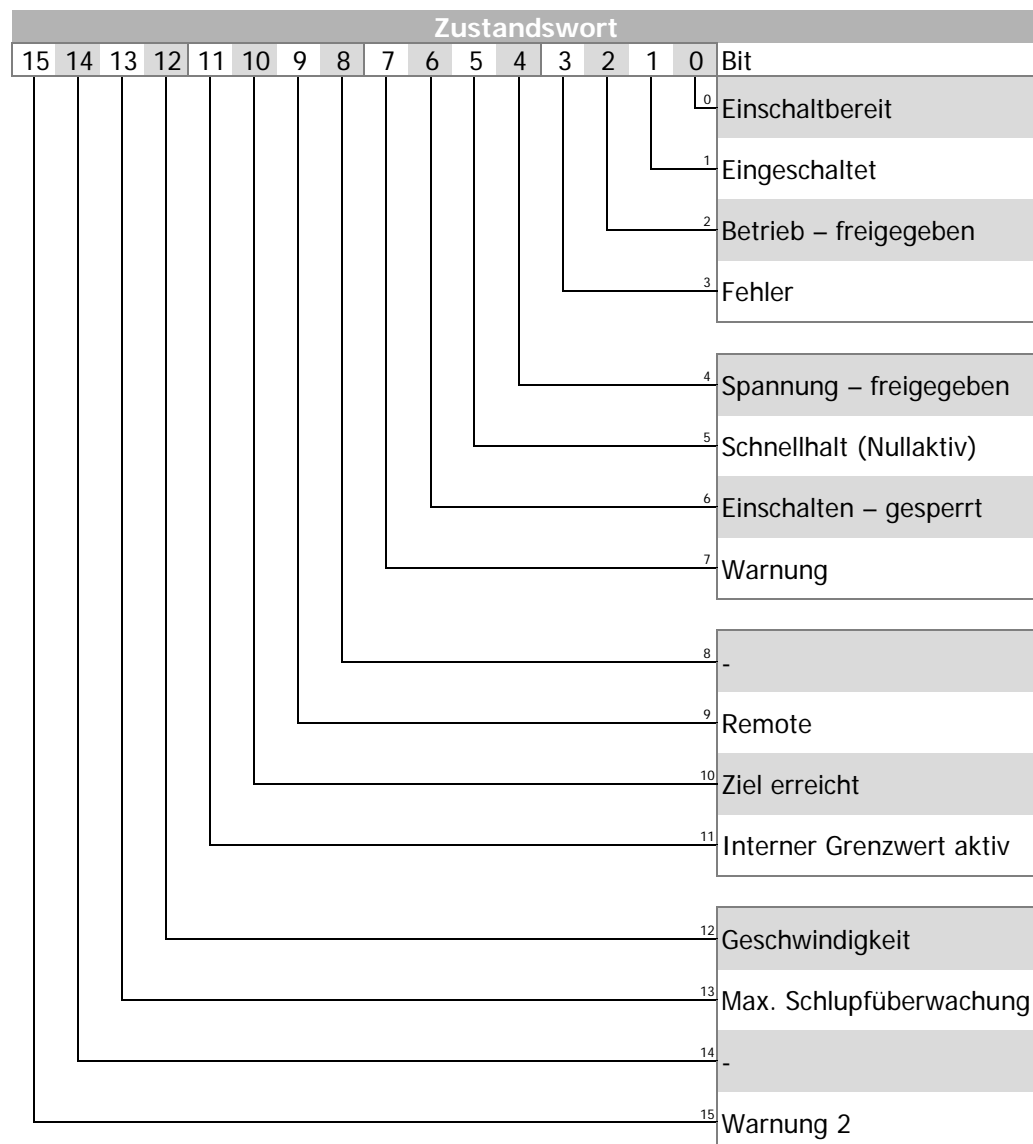 Zustandswort
15 14 13 12 11 10 9 8 7 6 5 4 3 2 1 0 Bit
0 Einschaltbereit
1 Eingeschaltet
2 Betrieb – freigegeben
3 Fehler
4 Spannung – freigegeben
5 Schnellhalt (Nullaktiv)
6 Einschalten – gesperrt
7 Warnung
8 -
9 Remote
10 Ziel erreicht
11 Interner Grenzwert aktiv
12 Geschwindigkeit
13 Max. Schlupfüberwachung
14 -
15 Warnung 2